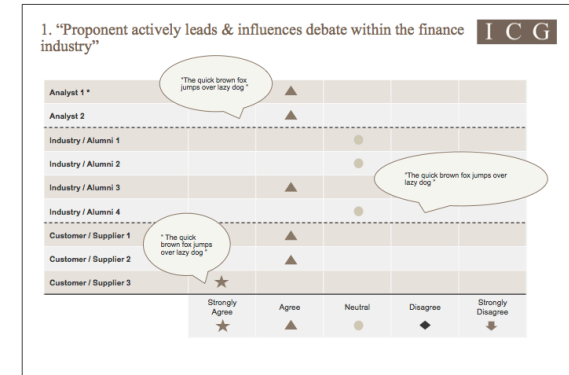 1. “Proponent actively leads & influences debate within the finance
industry”
I C G
"The quick brown fox
jumps over lazy dog "
Analyst 1 *
Analyst 2
Industry / Alumni 1
Industry / Alumni 2
"The quick brown fox jumps over
lazy dog "
Industry / Alumni 3
Industry / Alumni 4
Customer / Supplier 1
" The quick
brown fox jumps
over lazy dog "
Customer / Supplier 2
Customer / Supplier 3
Strongly
Agree
Agree
Neutral
Disagree
Strongly
Disagree